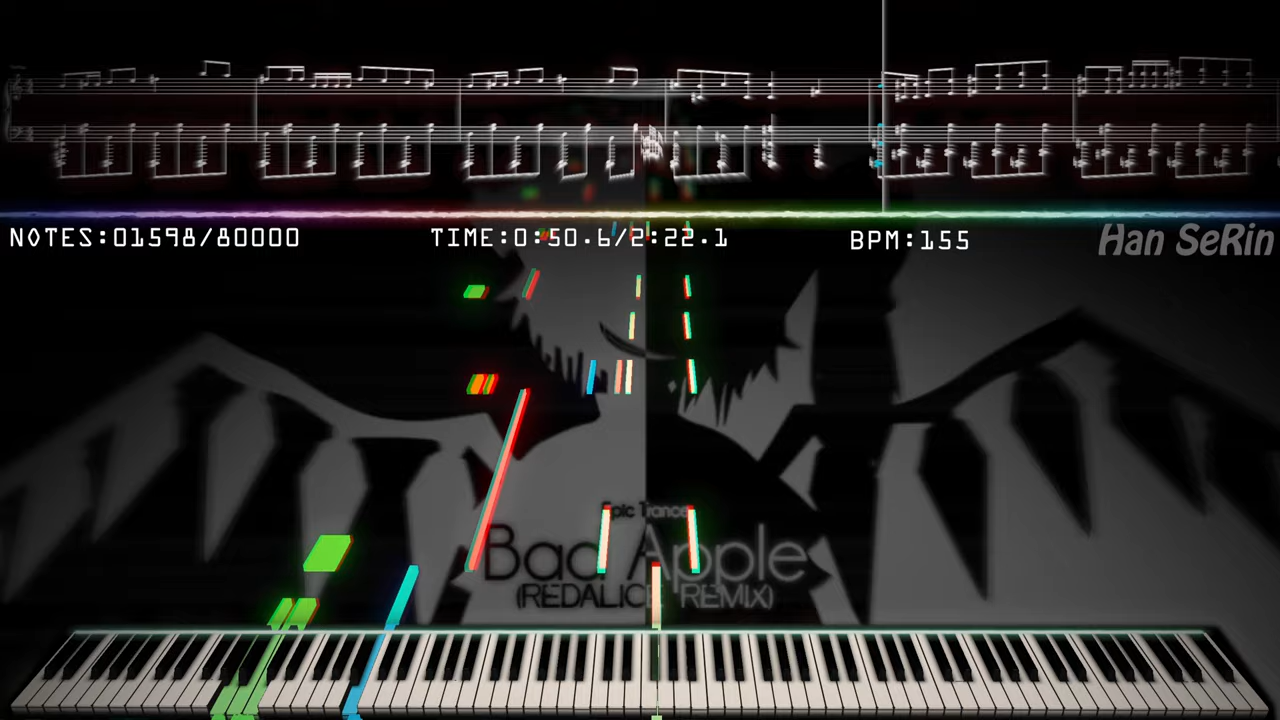 NOTES:01598/80000 TIME:0:50.6/2:22.1 BPM:155 Han SeRin
Epic Trance
Bad Apple
(REDALICE REMIX)